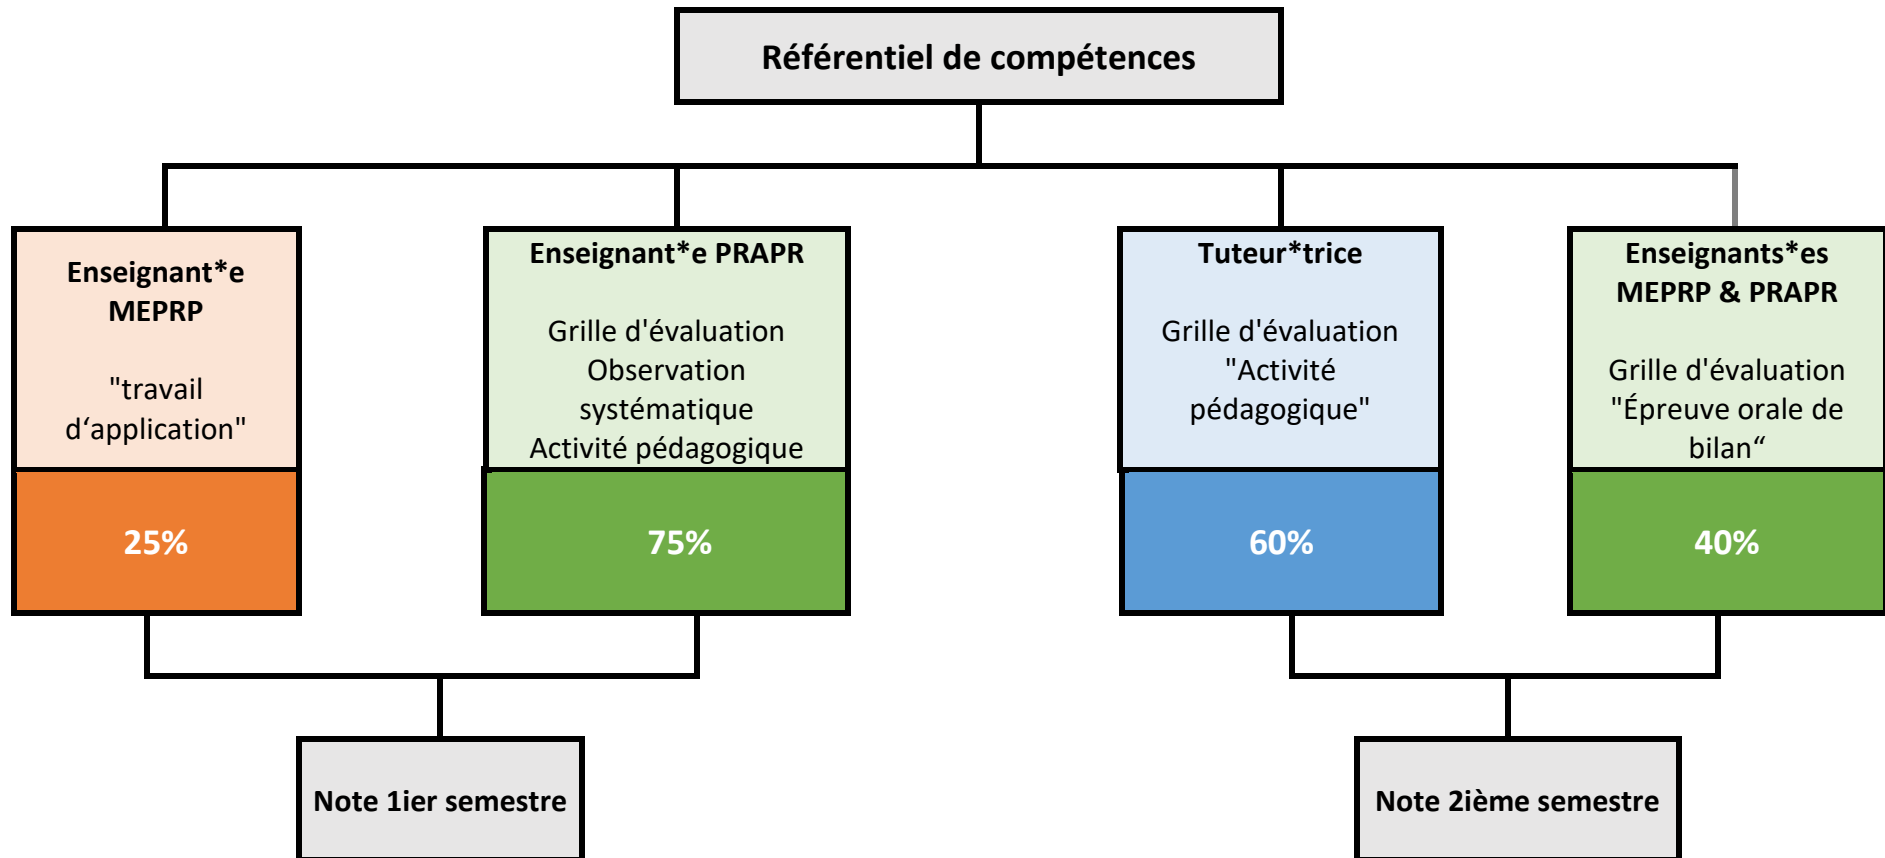 Référentiel de compétences
Enseignant*e
MEPRP
"travail
d‘application"
25%
Enseignant*e PRAPR
Grille d'évaluation
Observation
systématique
Activité pédagogique
75%
Tuteur*trice
Grille d'évaluation
"Activité
pédagogique"
60%
Enseignants*es
MEPRP & PRAPR
Grille d'évaluation
"Épreuve orale de
bilan“
40%
Note 1ier semestre
Note 2ième semestre